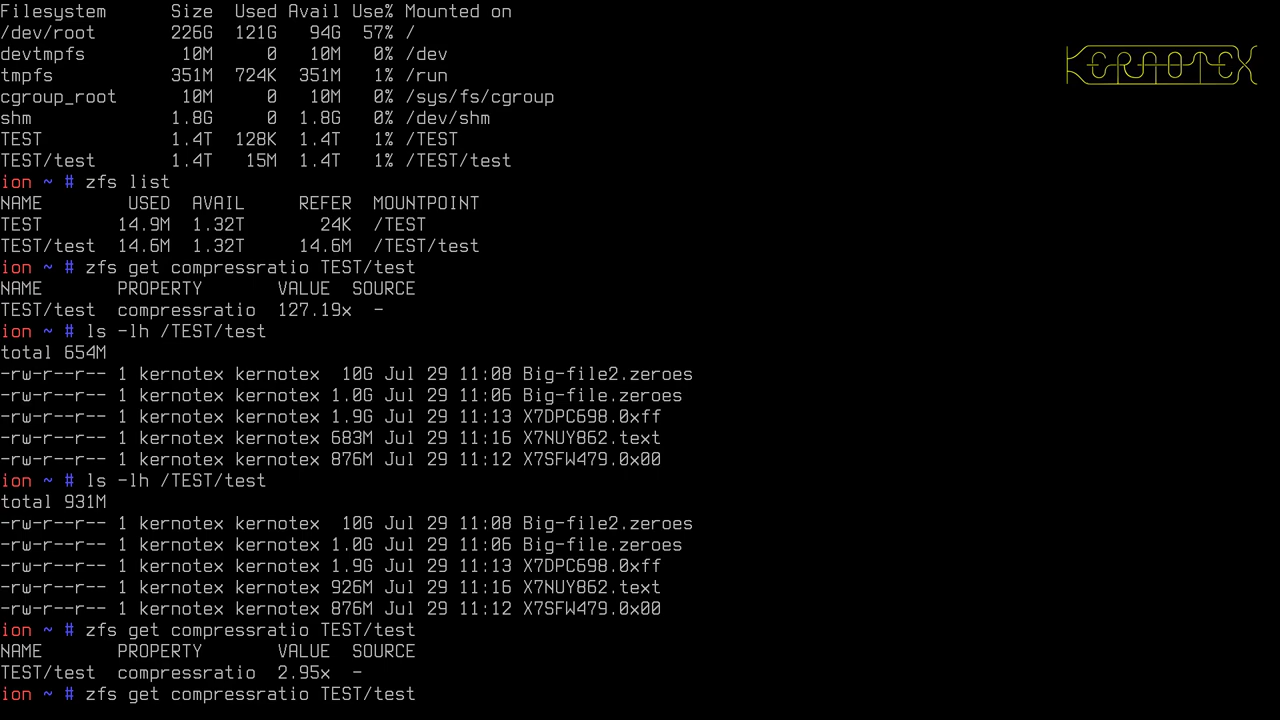 Filesystem      Size  Used Avail Use% Mounted on
/dev/root       226G  121G   94G  57% /
devtmpfs         10M     0   10M   0% /dev
tmpfs           351M  724K  351M   1% /run
cgroup_root      10M     0   10M   0% /sys/fs/cgroup
shm             1.8G     0  1.8G   0% /dev/shm
TEST            1.4T  128K  1.4T   1% /TEST
TEST/test       1.4T   15M  1.4T   1% /TEST/test
ion ~ # zfs list
NAME        USED  AVAIL     REFER  MOUNTPOINT
TEST       14.9M  1.32T       24K  /TEST
TEST/test  14.6M  1.32T     14.6M  /TEST/test
ion ~ # zfs get compressratio TEST/test
NAME       PROPERTY       VALUE  SOURCE
TEST/test  compressratio  127.19x  -
ion ~ # ls -lh /TEST/test
total 654M
-rw-r--r-- 1 kernotex kernotex  10G Jul 29 11:08 Big-file2.zeroes
-rw-r--r-- 1 kernotex kernotex 1.0G Jul 29 11:06 Big-file.zeroes
-rw-r--r-- 1 kernotex kernotex 1.9G Jul 29 11:13 X7DPC698.0xff
-rw-r--r-- 1 kernotex kernotex 683M Jul 29 11:16 X7NUY862.text
-rw-r--r-- 1 kernotex kernotex 876M Jul 29 11:12 X7SFW479.0x00
ion ~ # ls -lh /TEST/test
total 931M
-rw-r--r-- 1 kernotex kernotex  10G Jul 29 11:08 Big-file2.zeroes
-rw-r--r-- 1 kernotex kernotex 1.0G Jul 29 11:06 Big-file.zeroes
-rw-r--r-- 1 kernotex kernotex 1.9G Jul 29 11:13 X7DPC698.0xff
-rw-r--r-- 1 kernotex kernotex 926M Jul 29 11:16 X7NUY862.text
-rw-r--r-- 1 kernotex kernotex 876M Jul 29 11:12 X7SFW479.0x00
ion ~ # zfs get compressratio TEST/test
NAME       PROPERTY       VALUE  SOURCE
TEST/test  compressratio  2.95x  -
ion ~ # zfs get compressratio TEST/test
KERNOTEX